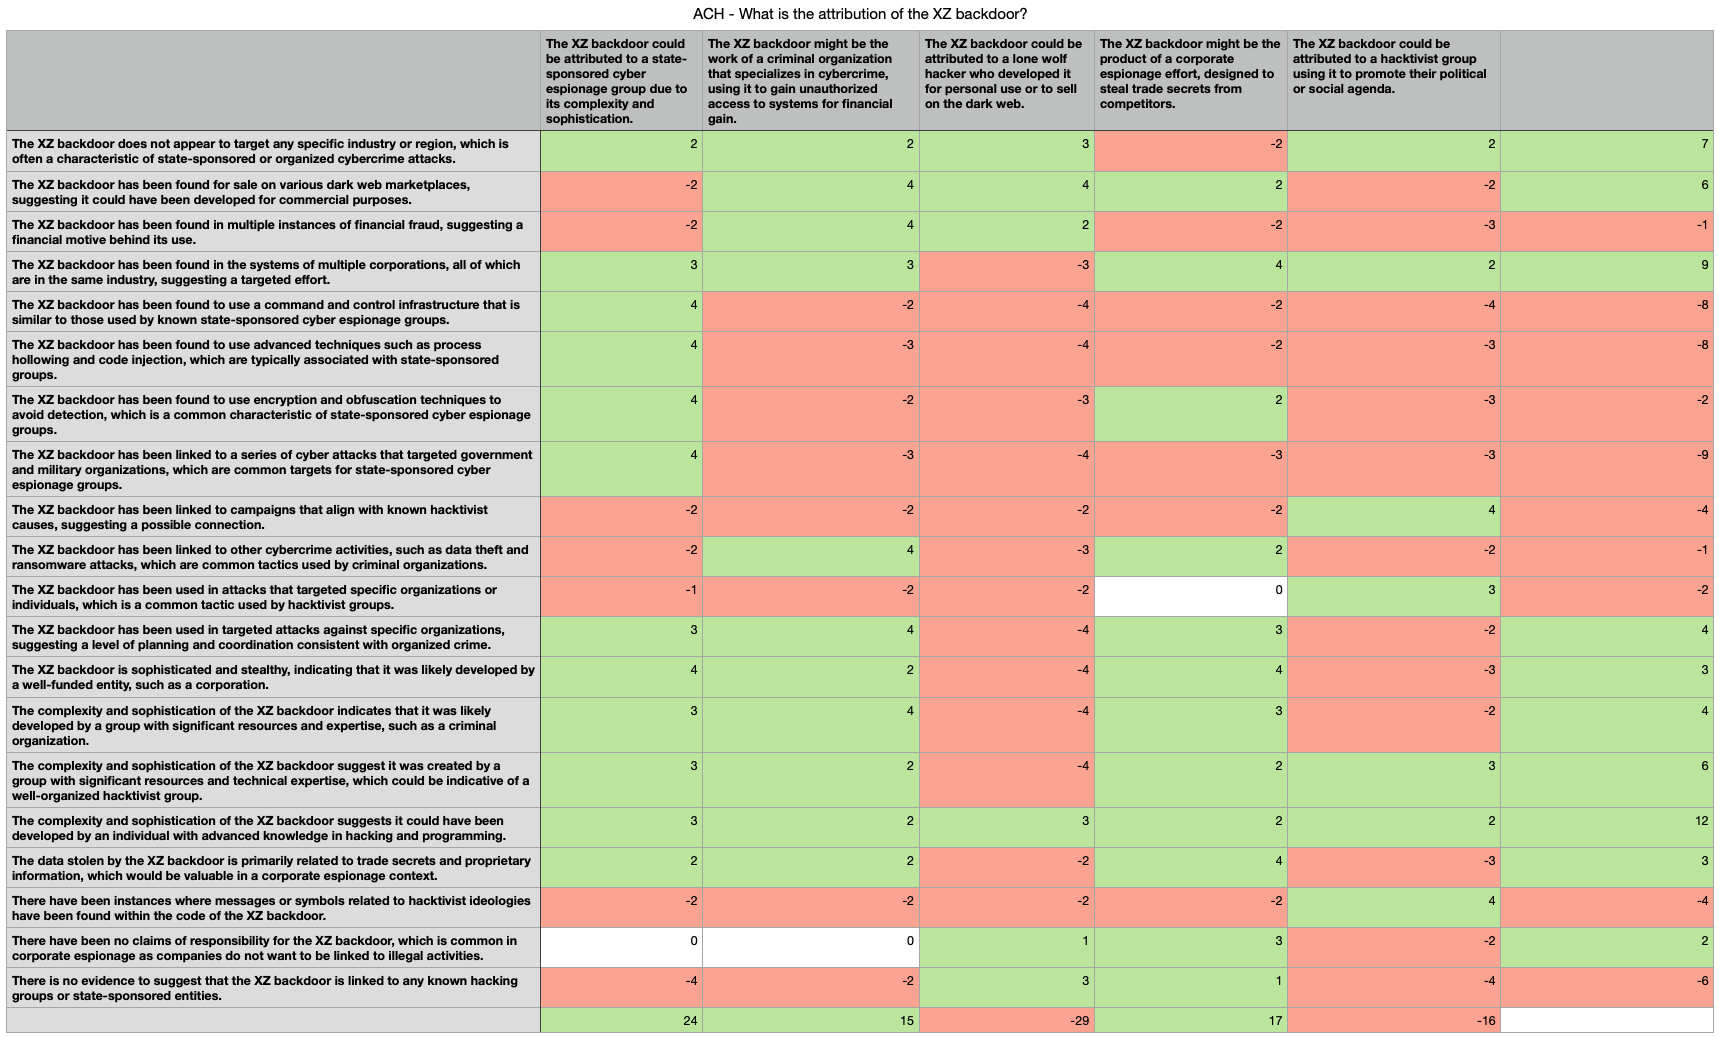 ACH - What is the attribution of the XZ backdoor?
The XZ backdoor could
be attributed to a state-
sponsored cyber
espionage group due to
its complexity and
sophistication.
The XZ backdoor might be the
work of a criminal organization
that specializes in cybercrime,
using it to gain unauthorized
access to systems for financial
gain.
The XZ backdoor could be
attributed to a lone wolf
hacker who developed it
for personal use or to sell
on the dark web.
The XZ backdoor might be the
product of a corporate
espionage effort, designed to
steal trade secrets from
competitors.
The XZ backdoor could be
attributed to a hacktivist group
using it to promote their political
or social agenda.
The XZ backdoor does not appear to target any specific industry or region, which is
often a characteristic of state-sponsored or organized cybercrime attacks.
2 2 3 -2 2 7
The XZ backdoor has been found for sale on various dark web marketplaces,
suggesting it could have been developed for commercial purposes.
-2 4 4 2 -2 6
The XZ backdoor has been found in multiple instances of financial fraud, suggesting a
financial motive behind its use.
-2 4 2 -2 -3 -1
The XZ backdoor has been found in the systems of multiple corporations, all of which
are in the same industry, suggesting a targeted effort.
3 3 -3 4 2 9
The XZ backdoor has been found to use a command and control infrastructure that is
similar to those used by known state-sponsored cyber espionage groups.
4 -2 -4 -2 -4 -8
The XZ backdoor has been found to use advanced techniques such as process
hollowing and code injection, which are typically associated with state-sponsored
groups.
4 -3 -4 -2 -3 -8
The XZ backdoor has been found to use encryption and obfuscation techniques to
avoid detection, which is a common characteristic of state-sponsored cyber espionage
groups.
4 -2 -3 2 -3 -2
The XZ backdoor has been linked to a series of cyber attacks that targeted government
and military organizations, which are common targets for state-sponsored cyber
espionage groups.
4 -3 -4 -3 -3 -9
The XZ backdoor has been linked to campaigns that align with known hacktivist
causes, suggesting a possible connection.
-2 -2 -2 -2 4 -4
The XZ backdoor has been linked to other cybercrime activities, such as data theft and
ransomware attacks, which are common tactics used by criminal organizations.
-2 4 -3 2 -2 -1
The XZ backdoor has been used in attacks that targeted specific organizations or
individuals, which is a common tactic used by hacktivist groups.
-1 -2 -2 0 3 -2
The XZ backdoor has been used in targeted attacks against specific organizations,
suggesting a level of planning and coordination consistent with organized crime.
3 4 -4 3 -2 4
The XZ backdoor is sophisticated and stealthy, indicating that it was likely developed by
a well-funded entity, such as a corporation.
4 2 -4 4 -3 3
The complexity and sophistication of the XZ backdoor indicates that it was likely
developed by a group with significant resources and expertise, such as a criminal
organization.
3 4 -4 3 -2 4
The complexity and sophistication of the XZ backdoor suggest it was created by a
group with significant resources and technical expertise, which could be indicative of a
well-organized hacktivist group.
3 2 -4 2 3 6
The complexity and sophistication of the XZ backdoor suggests it could have been
developed by an individual with advanced knowledge in hacking and programming.
3 2 3 2 2 12
The data stolen by the XZ backdoor is primarily related to trade secrets and proprietary
information, which would be valuable in a corporate espionage context.
2 2 -2 4 -3 3
There have been instances where messages or symbols related to hacktivist ideologies
have been found within the code of the XZ backdoor.
-2 -2 -2 -2 4 -4
There have been no claims of responsibility for the XZ backdoor, which is common in
corporate espionage as companies do not want to be linked to illegal activities.
0 0 1 3 -2 2
There is no evidence to suggest that the XZ backdoor is linked to any known hacking
groups or state-sponsored entities.
-4 -2 3 1 -4 -6
24 15 -29 17 -16